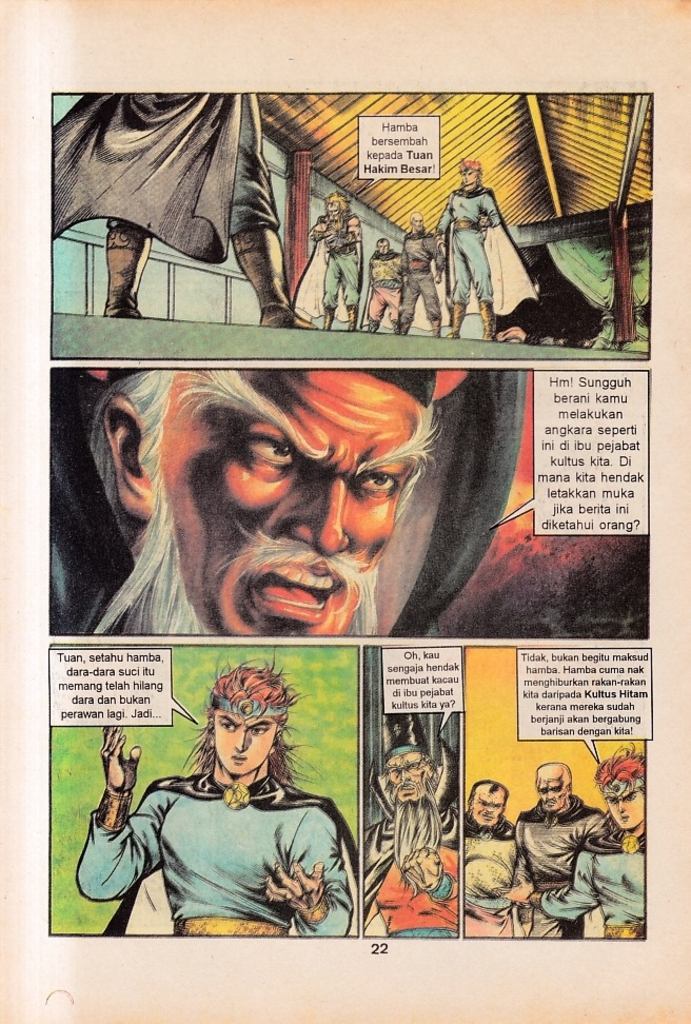 Hamba
bersembah
kepada Tuan
Hakim Besar!
Hm! Sungguh
berani kamu
melakukan
angkara seperti
ini di ibu pejabat
kultus kita. Di
mana kita hendak
letakkan muka
jika berita ini
diketahui orang?
Tuan, setahu hamba,
dara-dara suci itu
memang telah hilang
dara dan bukan
perawan lagi. Jadi...
Oh, kau
sengaja hendak
membuat kacau
di ibu pejabat
kultus kita ya?
Tidak, bukan begitu maksud
hamba. Hamba cuma nak
menghiburkan rakan-rakan
kita daripada Kultus Hitam
kerana mereka sudah
berjanji akan bergabung
barisan dengan kita!
22